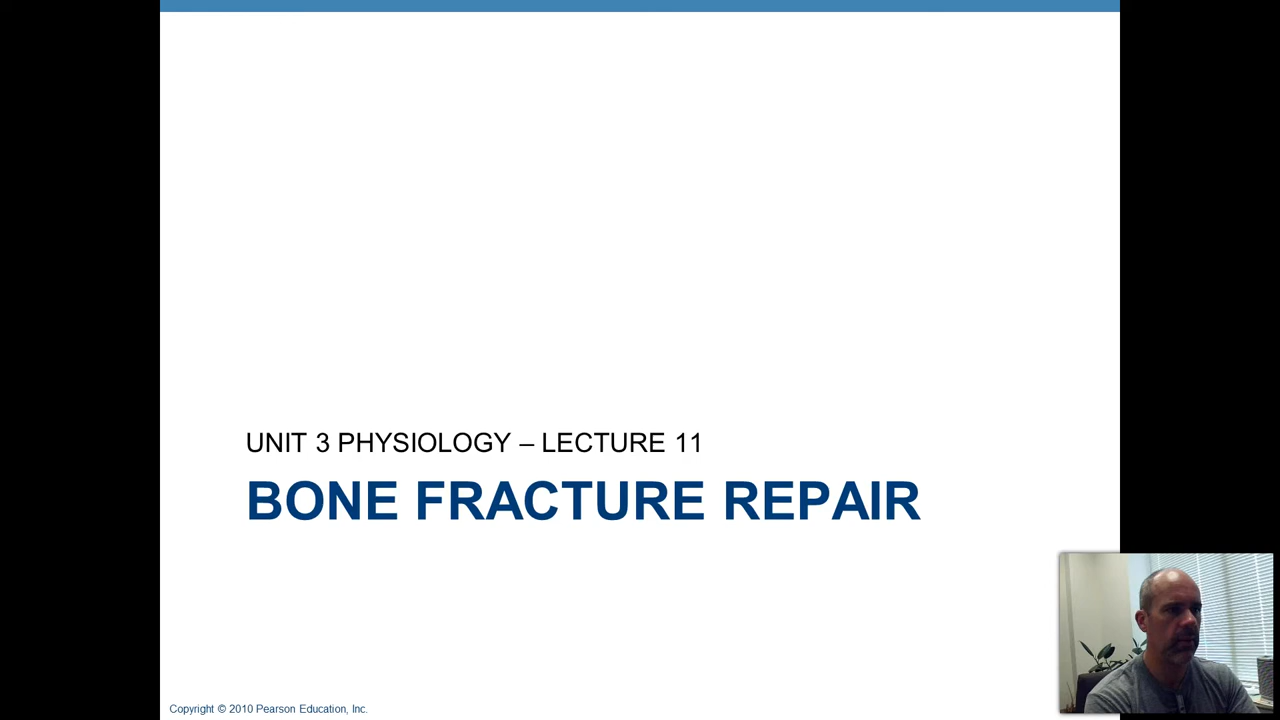 UNIT 3 PHYSIOLOGY – LECTURE 11
BONE FRACTURE REPAIR
Copyright © 2010 Pearson Education, Inc.